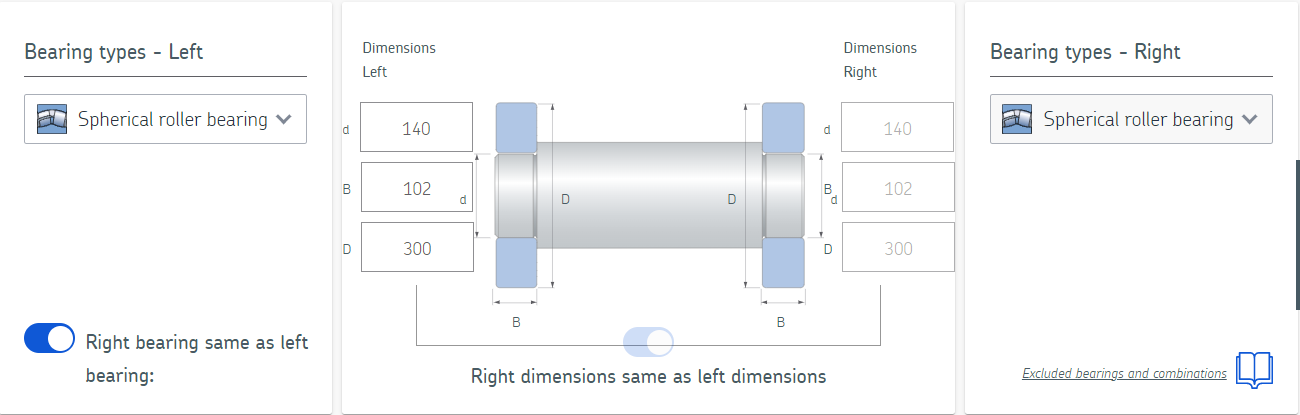 Bearing types - Left
Spherical roller bearing
Right bearing same as left
bearing:
Dimensions
Left
d
140
B
102
D
300
d
D
B
Dimensions
Right
d
140
B
102
D
300
d
D
B
Right dimensions same as left dimensions
Bearing types - Right
Spherical roller bearing
Excluded bearings and combinations